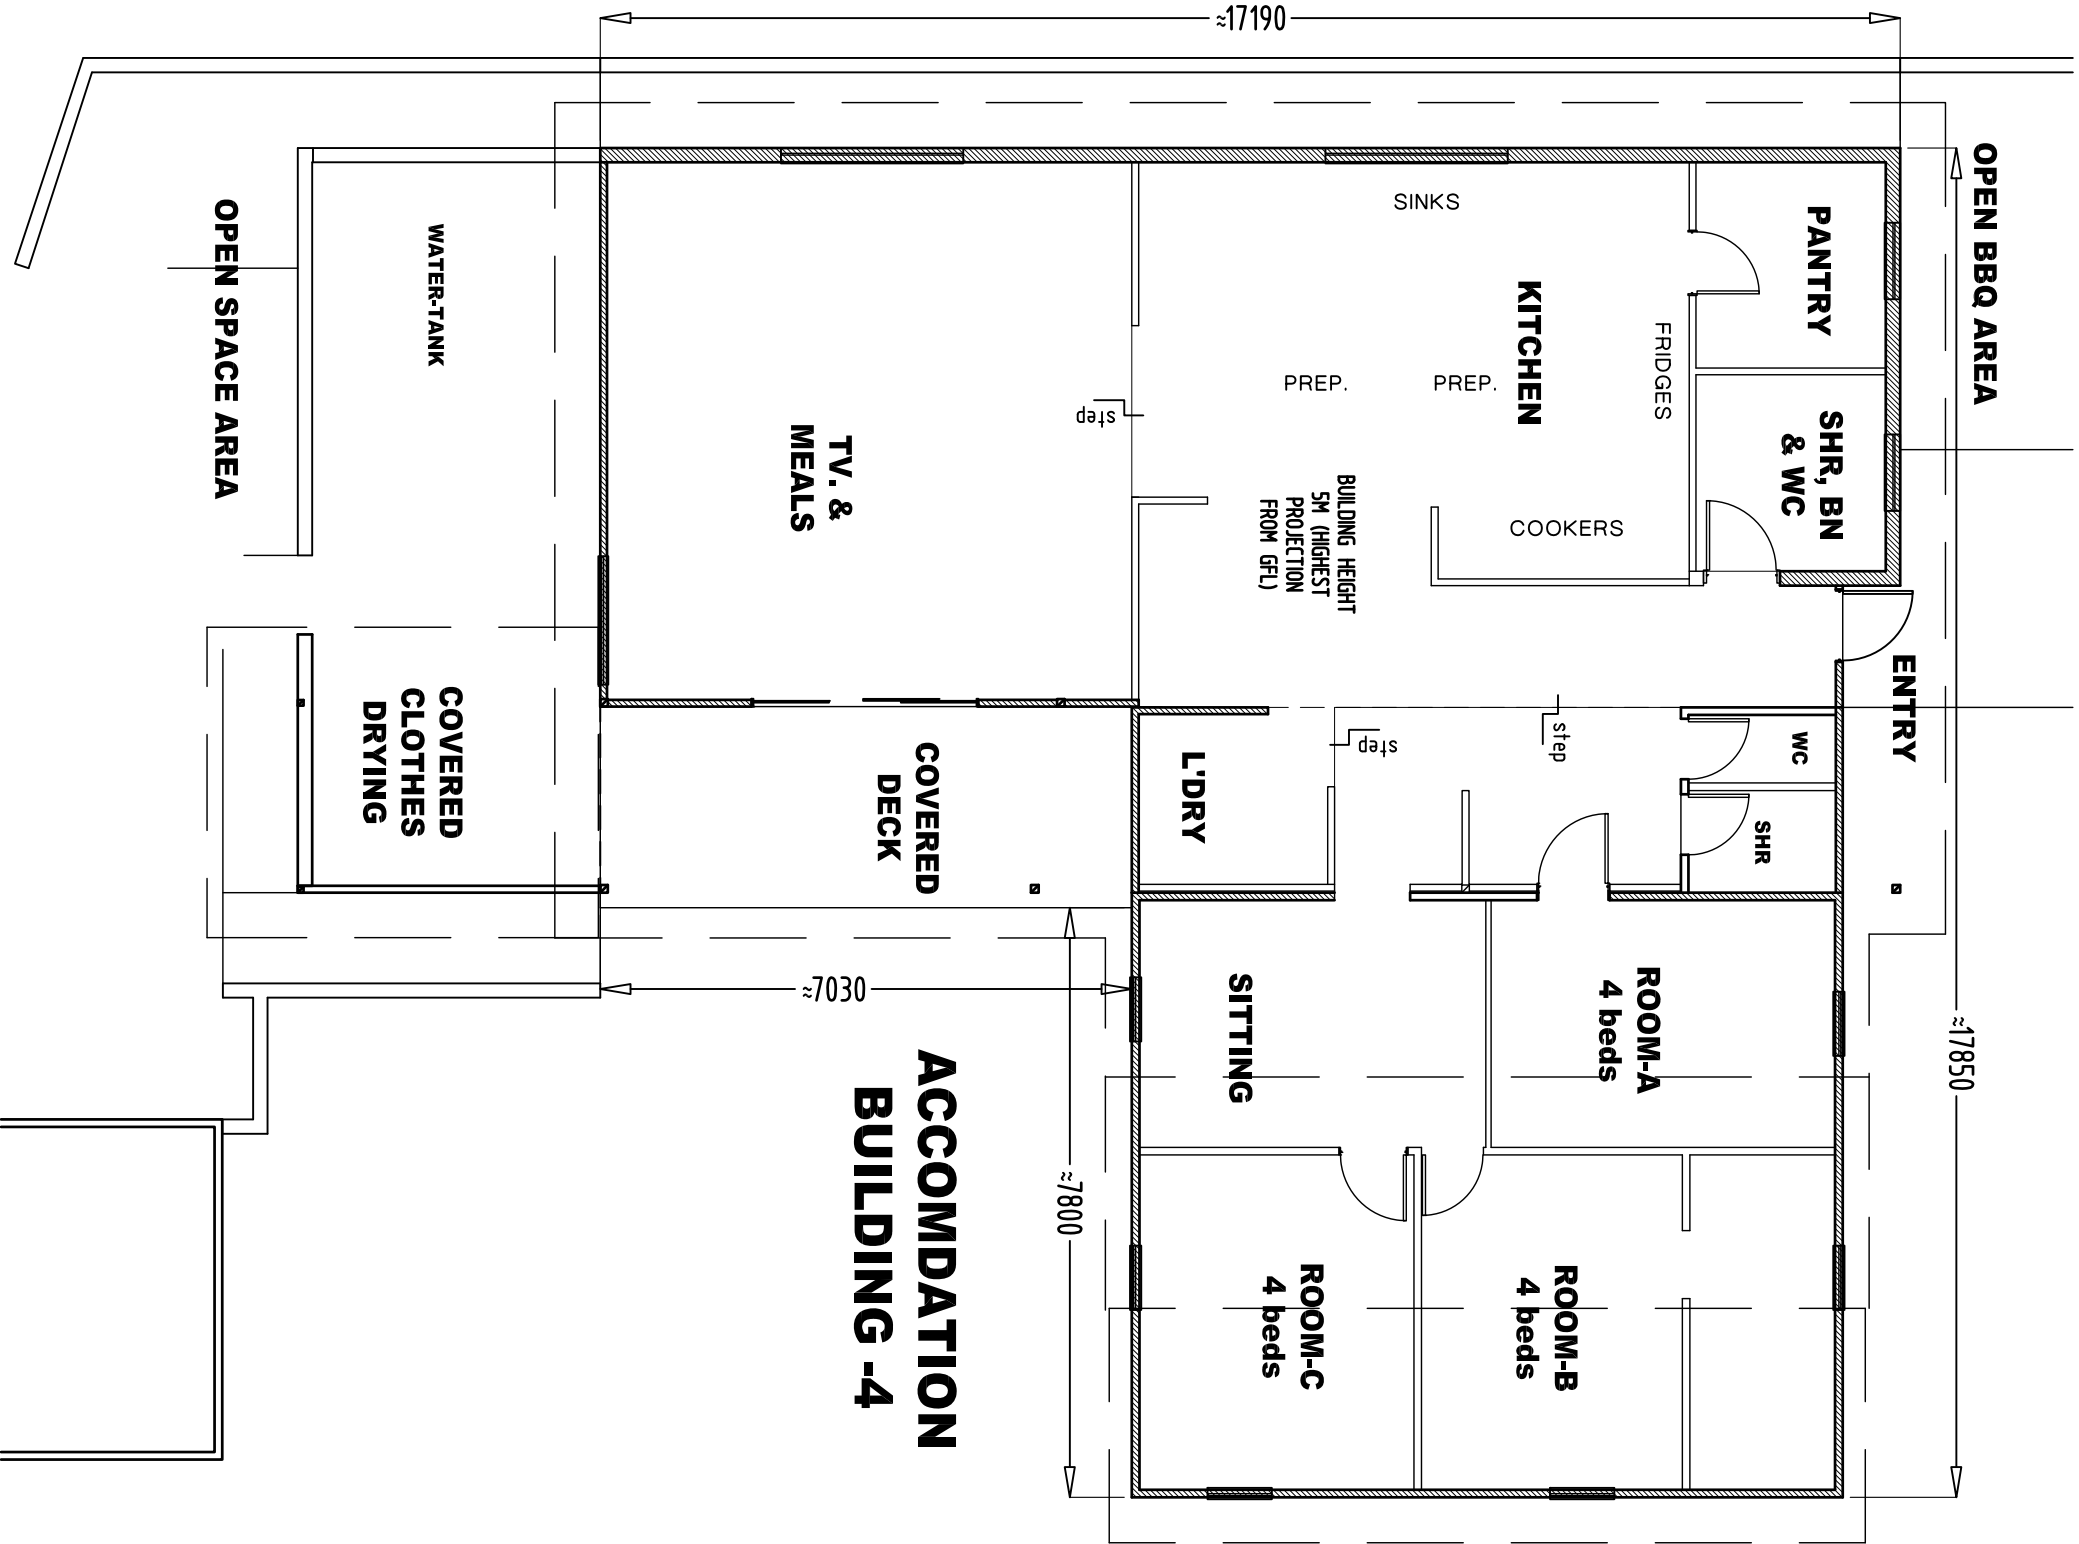 ≈17190
OPEN BBQ AREA
PANTRY
SHR, BN
& WC
ENTRY
≈17850
SINKS
KITCHEN
FRIDGES
PREP.
PREP.
COOKERS
step
BUILDING HEIGHT
5M (HIGHEST
PROJECTION
FROM GFL)
TV. &
MEALS
WATER-TANK
OPEN SPACE AREA
COVERED
CLOTHES
DRYING
COVERED
DECK
L'DRY
step
step
WC
SHR
ROOM-A
4 beds
SITTING
≈7030
≈7800
ROOM-B
4 beds
ROOM-C
4 beds
ACCOMDATION
BUILDING -4